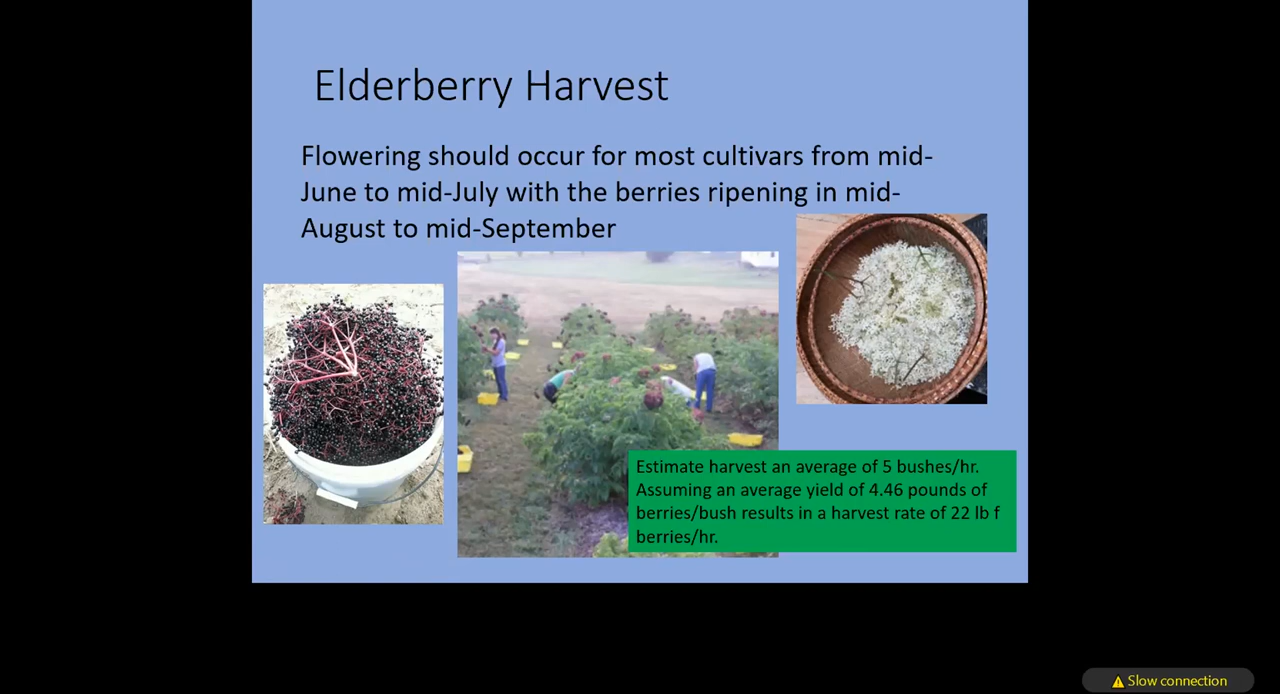 Elderberry Harvest
Flowering should occur for most cultivars from mid-
June to mid-July with the berries ripening in mid-
August to mid-September
Estimate harvest an average of 5 bushes/hr.
Assuming an average yield of 4.46 pounds of
berries/bush results in a harvest rate of 22 lb f
berries/hr.
Slow connection